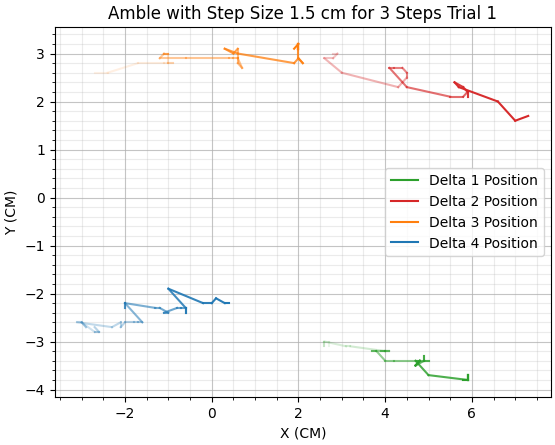 Amble with Step Size 1.5 cm for 3 Steps Trial 1
3
2
1
0
−1
−2
−3
−4
Y (CM)
Delta 1 Position
Delta 2 Position
Delta 3 Position
Delta 4 Position
−2 0 2 4 6
X (CM)